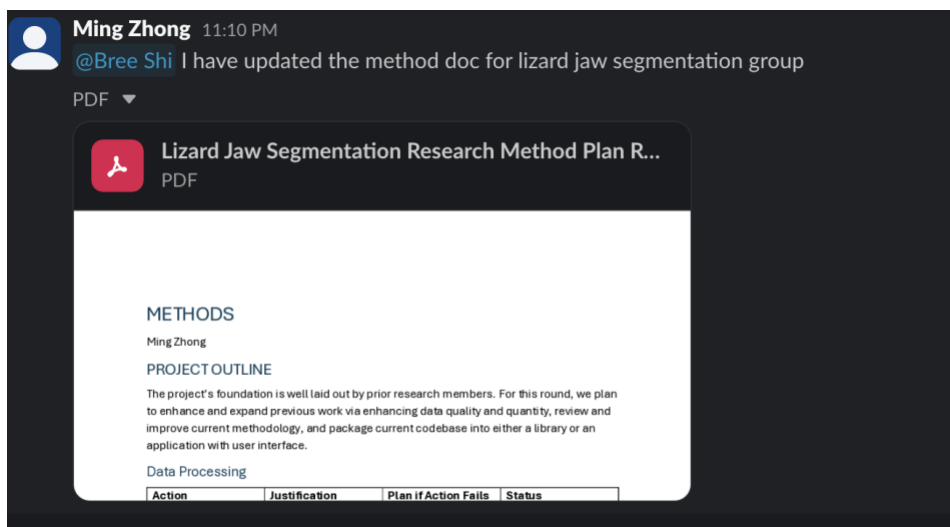 Ming Zhong 11:10 PM
@Bree Shi I have updated the method doc for lizard jaw segmentation group
PDF
Lizard Jaw Segmentation Research Method Plan R...
PDF
METHODS
Ming Zhong
PROJECT OUTLINE
The project's foundation is well laid out by prior research members. For this round, we plan
to enhance and expand previous work via enhancing data quality and quantity, review and
improve current methodology, and package current codebase into either a library or an
application with user interface.
Data Processing
Action Justification Plan if Action Fails Status